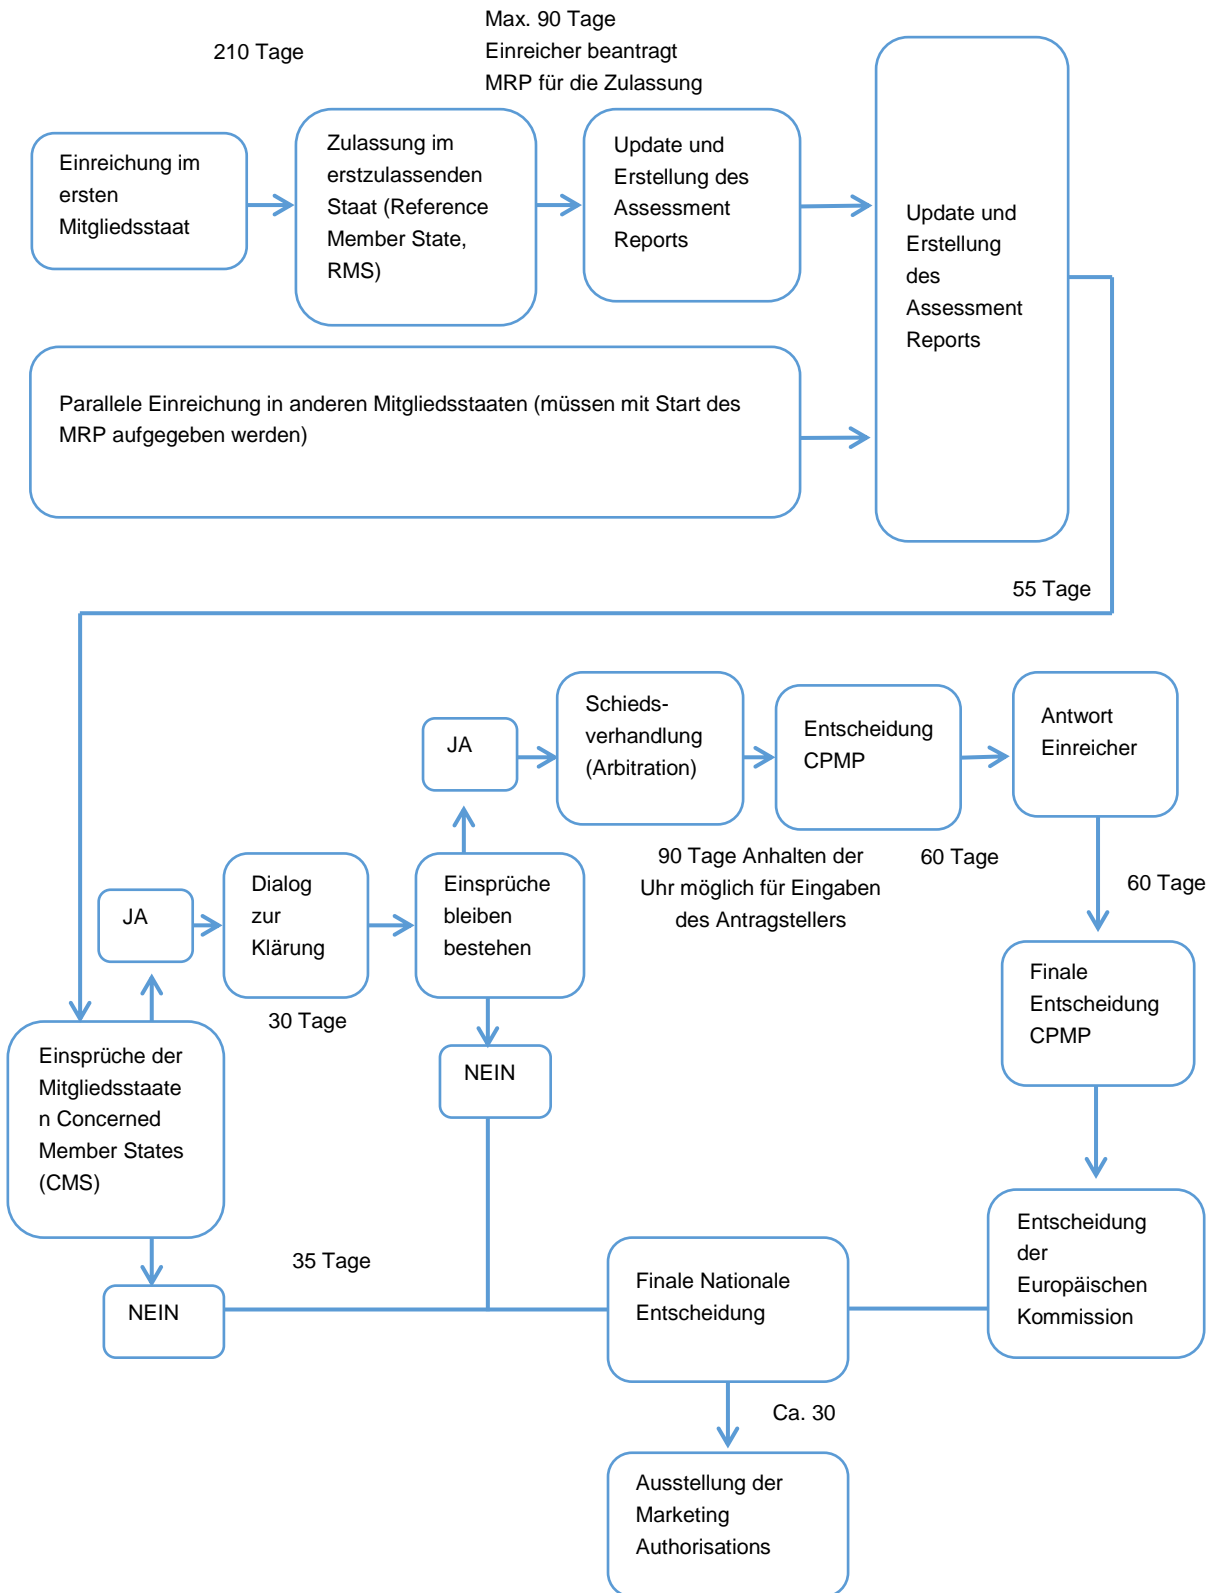 210 Tage
Max. 90 Tage
Einreicher beantragt
MRP für die Zulassung
Einreichung im
ersten
Mitgliedsstaat
Zulassung im
erstzulassenden
Staat (Reference
Member State,
RMS)
Update und
Erstellung des
Assessment
Reports
Update und
Erstellung
des
Assessment
Reports
Parallele Einreichung in anderen Mitgliedsstaaten (müssen mit Start des
MRP aufgegeben werden)
55 Tage
JA
Schieds-
verhandlung
(Arbitration)
Entscheidung
CPMP
Antwort
Einreicher
90 Tage Anhalten der
Uhr möglich für Eingaben
des Antragstellers
60 Tage
60 Tage
JA
Dialog
zur
Klärung
Einsprüche
bleiben
bestehen
30 Tage
Finale
Entscheidung
CPMP
Einsprüche der
Mitgliedsstaate
n Concerned
Member States
(CMS)
NEIN
35 Tage
NEIN
Finale Nationale
Entscheidung
Entscheidung
der
Europäischen
Kommission
Ca. 30
Ausstellung der
Marketing
Authorisations